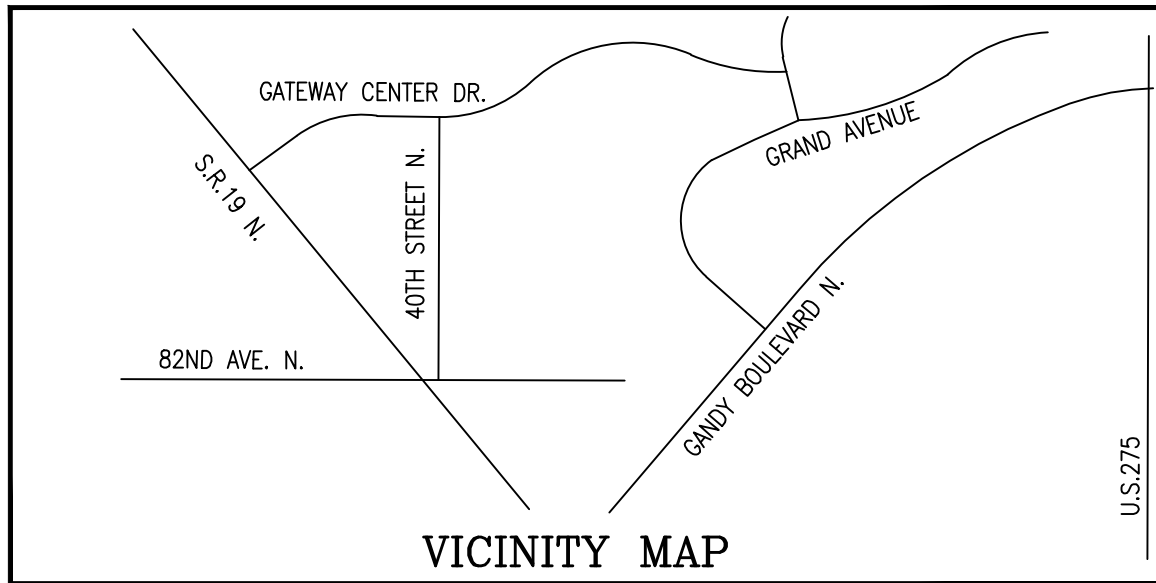 GATEWAY CENTER DR.
GRAND AVENUE
S.R.19 N.
40TH STREET N.
82ND AVE. N.
GANDY BOULEVARD N.
U.S.275
VICINITY MAP